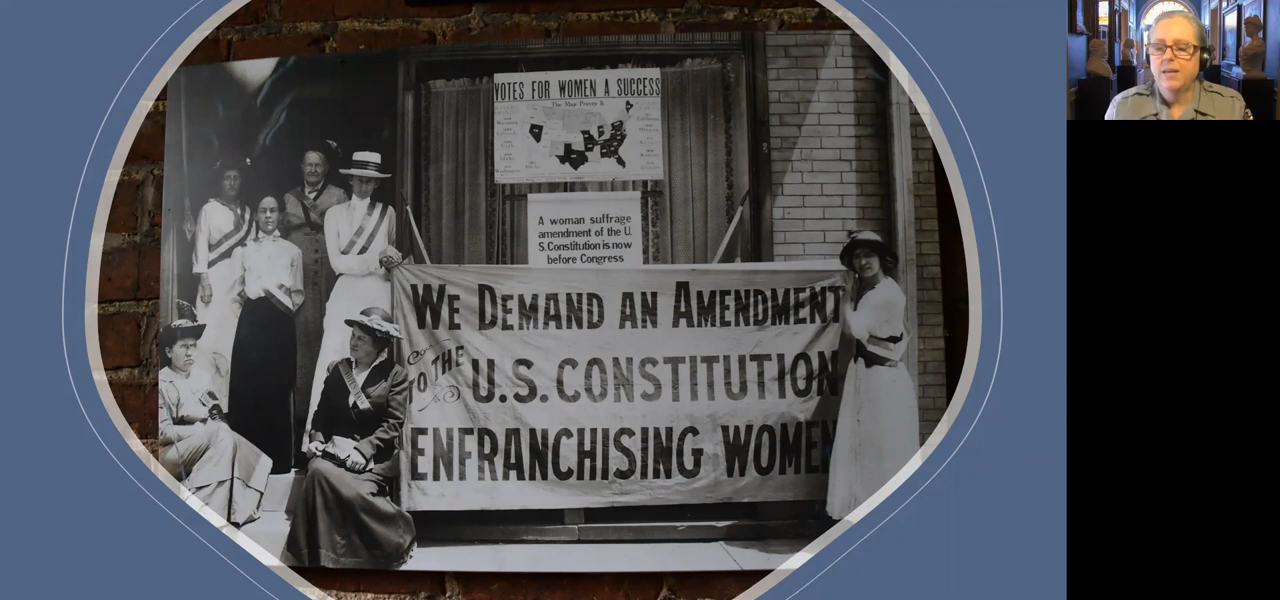 VOTES FOR WOMEN A SUCCESS
The Map Proves It
A woman suffrage
amendment of the U.
S. Constitution is now
before Congress
WE DEMAND AN AMENDMENT
TO THE U.S. CONSTITUTION
ENFRANCHISING WOMEN